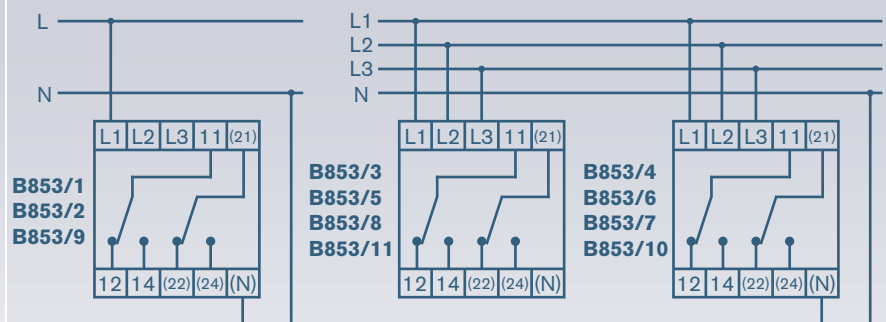 L
N
L1 L2 L3 11 (21)
B853/1
B853/2
B853/9
12 14 (22) (24) (N)
L1
L2
L3
N
L1 L2 L3 11 (21)
B853/3
B853/5
B853/8
B853/11
12 14 (22) (24) (N)
L1 L2 L3 11 (21)
B853/4
B853/6
B853/7
B853/10
12 14 (22) (24) (N)